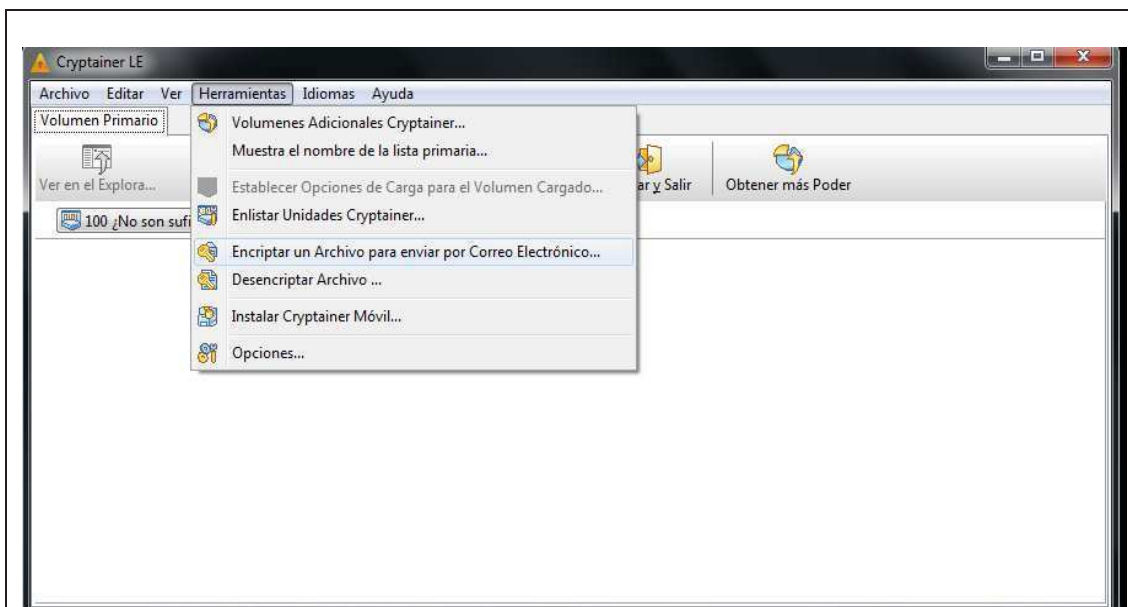 Cryptainer LE
Archivo Editar Ver Herramientas Idiomas Ayuda
Volumen Primario
Volumenes Adicionales Cryptainer...
Muestra el nombre de la lista primaria...
Ver en el Explora...
ar y Salir
Obtener más Poder
Establecer Opciones de Carga para el Volumen Cargado...
100 ¿No son sufi
Enlistar Unidades Cryptainer...
Encriptar un Archivo para enviar por Correo Electrónico...
Desencriptar Archivo ...
Instalar Cryptainer Móvil...
Opciones...